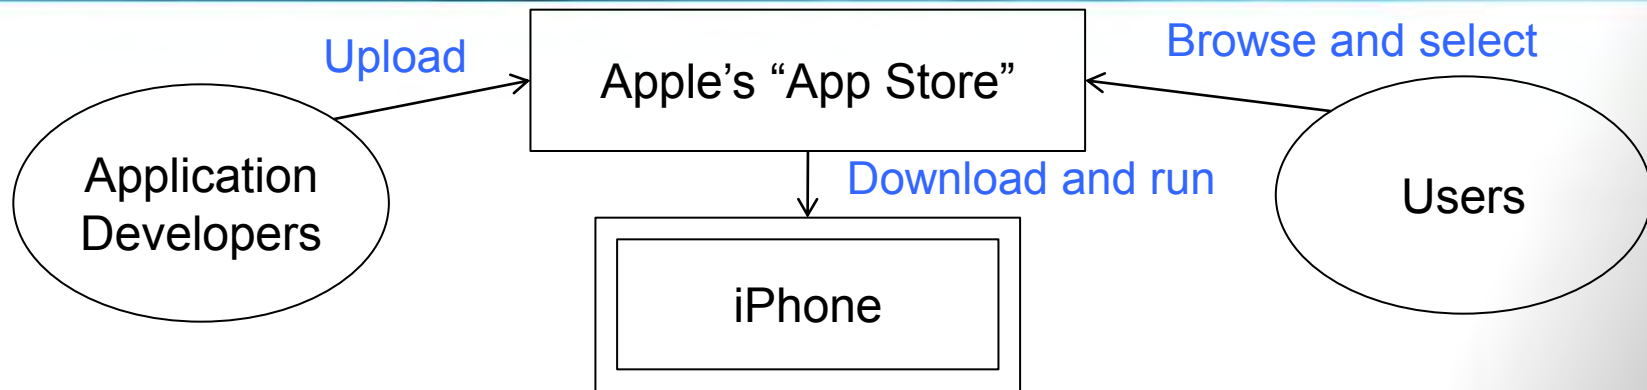 Upload
Apple’s “App Store”
Browse and select
Application
Developers
Download and run
Users
iPhone